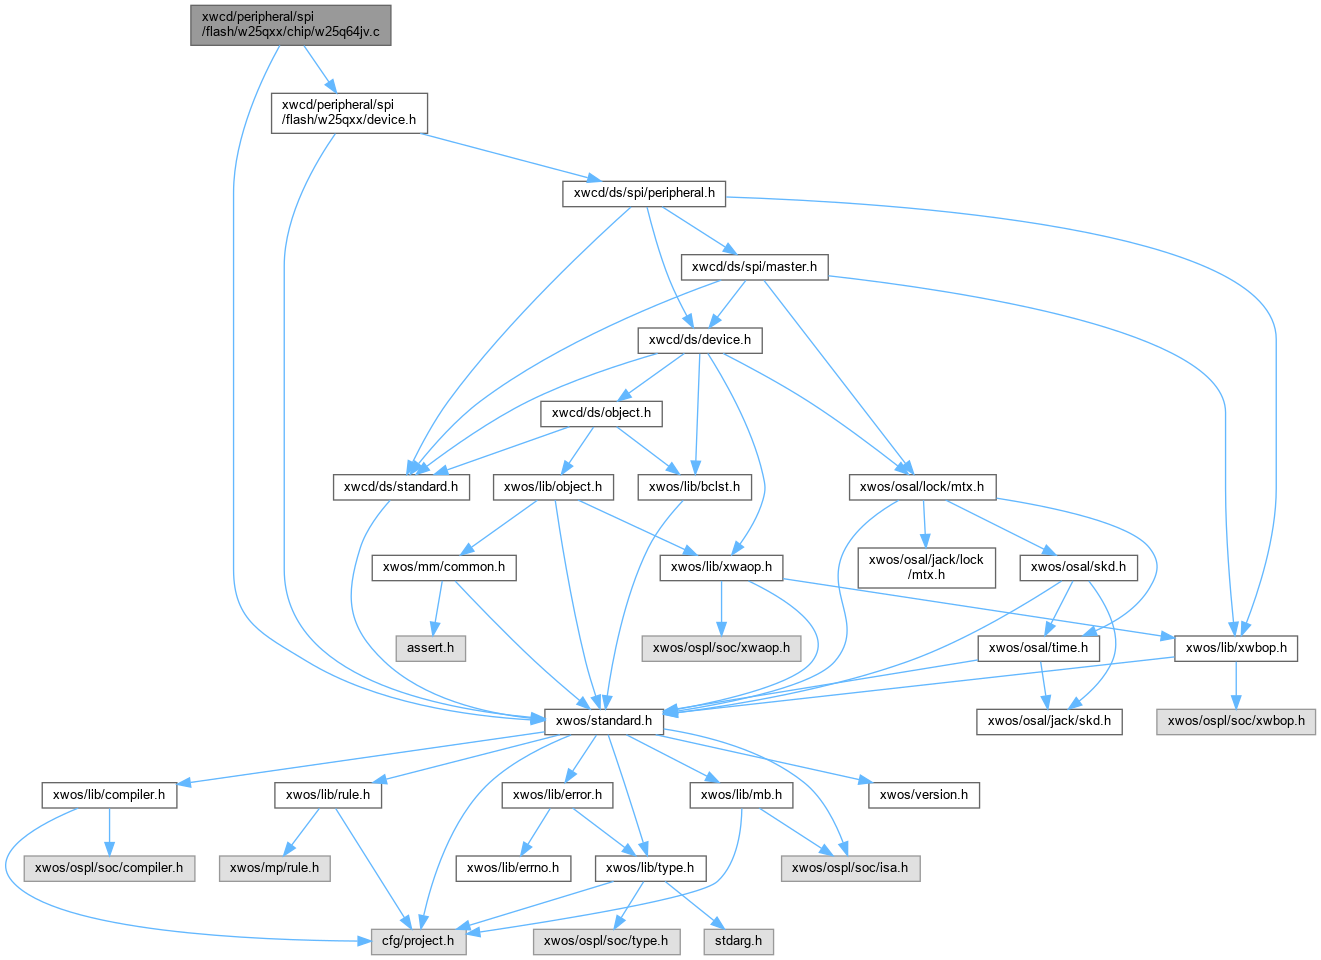 xwcd/peripheral/spi
/flash/w25qxx/chip/w25q64jv.c
xwcd/peripheral/spi
/flash/w25qxx/device.h
xwcd/ds/spi/peripheral.h
xwcd/ds/spi/master.h
xwcd/ds/device.h
xwcd/ds/object.h
xwcd/ds/standard.h
xwos/lib/object.h
xwos/lib/bclst.h
xwos/osal/lock/mtx.h
xwos/mm/common.h
xwos/lib/xwaop.h
xwos/osal/jack/lock
/mtx.h
xwos/osal/skd.h
assert.h
xwos/ospl/soc/xwaop.h
xwos/osal/time.h
xwos/lib/xwbop.h
xwos/standard.h
xwos/osal/jack/skd.h
xwos/ospl/soc/xwbop.h
xwos/lib/compiler.h
xwos/lib/rule.h
xwos/lib/error.h
xwos/lib/mb.h
xwos/version.h
xwos/ospl/soc/compiler.h
xwos/mp/rule.h
xwos/lib/errno.h
xwos/lib/type.h
xwos/ospl/soc/isa.h
cfg/project.h
xwos/ospl/soc/type.h
stdarg.h